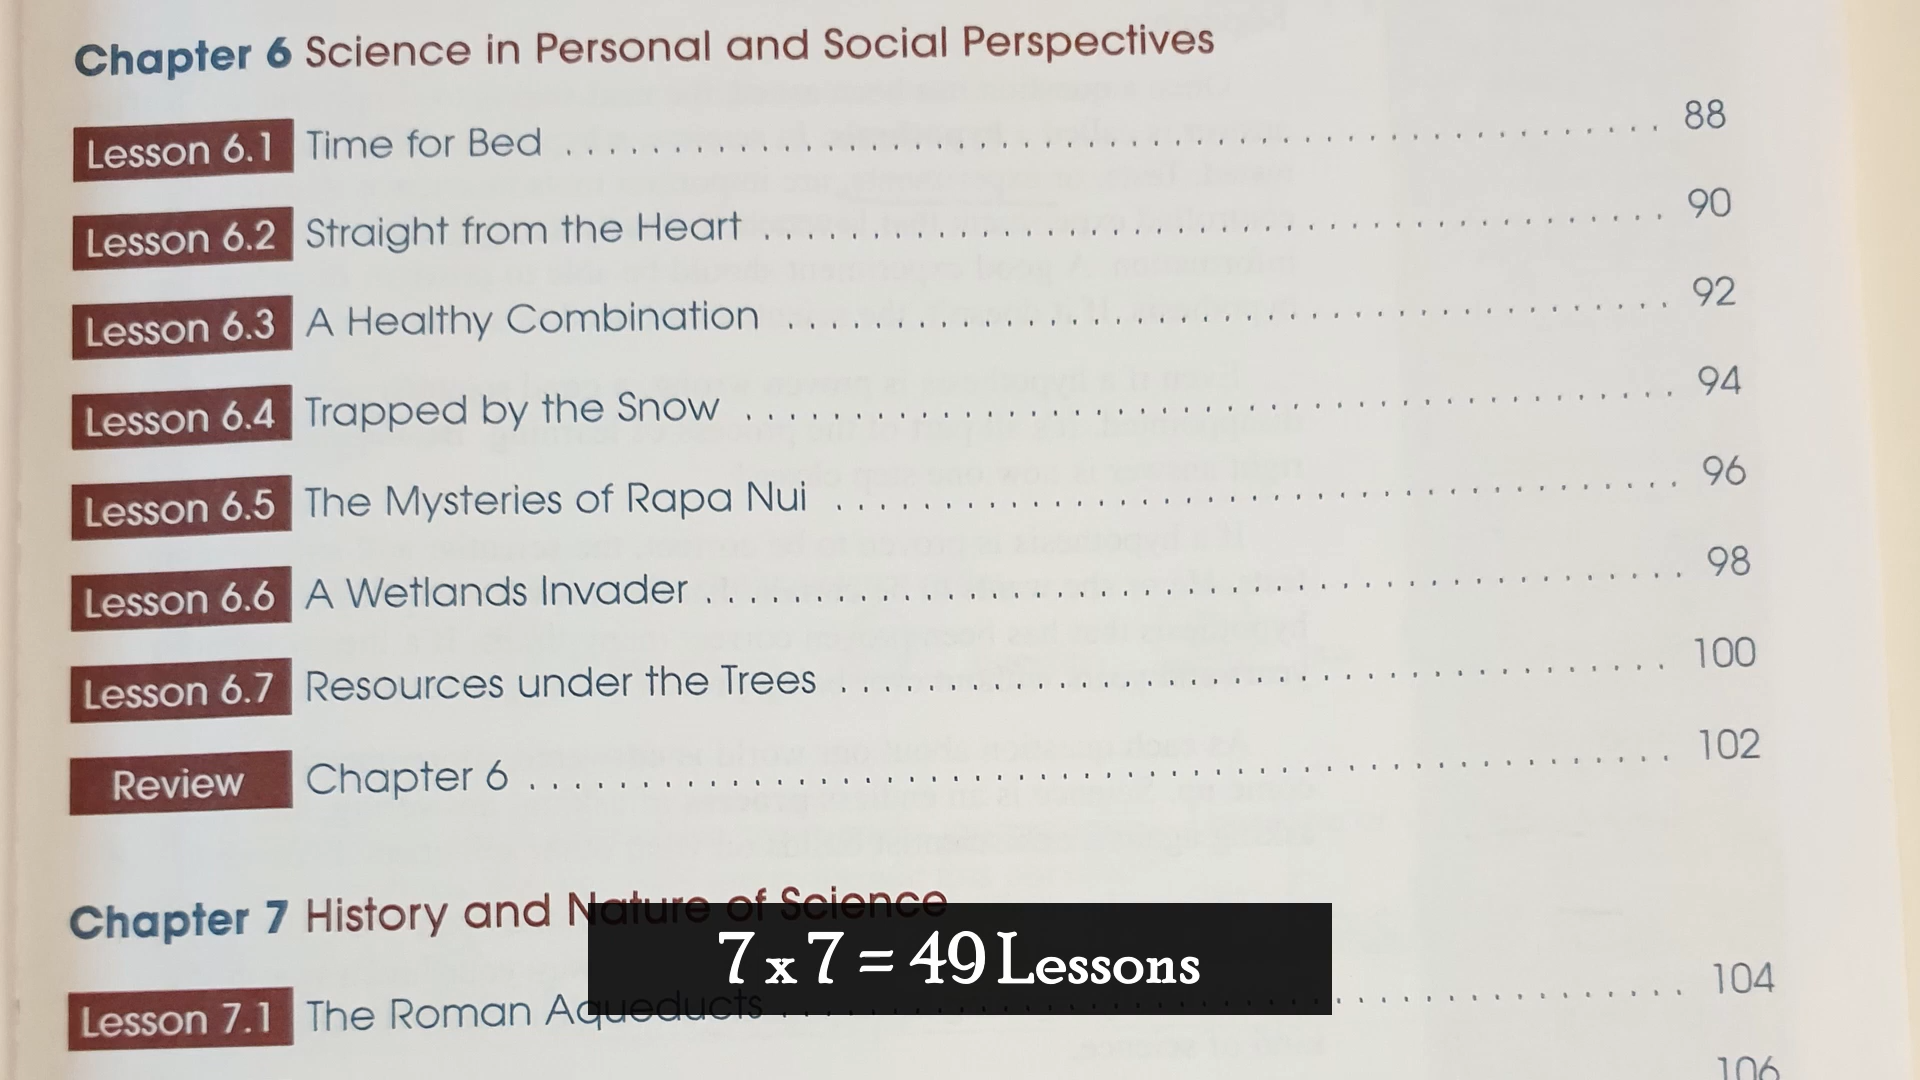 Chapter 6 Science in Personal and Social Perspectives
Lesson 6.1 Time for Bed 88
Lesson 6.2 Straight from the Heart 90
Lesson 6.3 A Healthy Combination 92
Lesson 6.4 Trapped by the Snow 94
Lesson 6.5 The Mysteries of Rapa Nui 96
Lesson 6.6 A Wetlands Invader 98
Lesson 6.7 Resources under the Trees 100
Review Chapter 6 102
Chapter 7 History and Nature of Science
7 x 7 = 49 Lessons
Lesson 7.1 The Roman Aqueducts 104
106